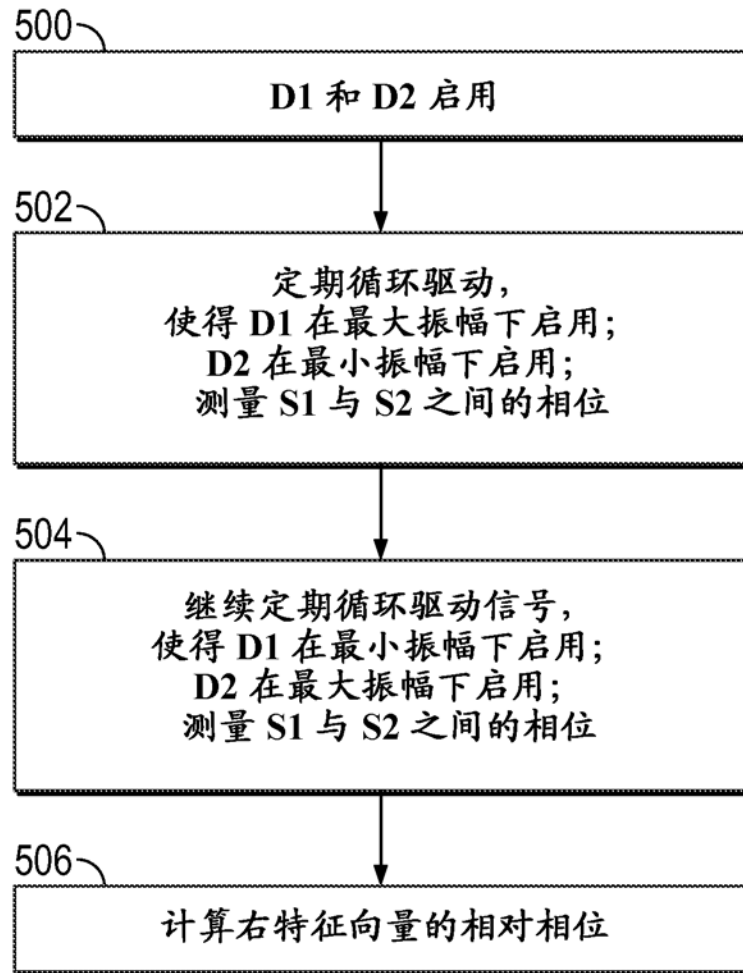 500
D1 和 D2 启用
502
定期循环驱动，
使得 D1 在最大振幅下启用；
D2 在最小振幅下启用；
测量 S1 与 S2 之间的相位
504
继续定期循环驱动信号，
使得 D1 在最小振幅下启用；
D2 在最大振幅下启用；
测量 S1 与 S2 之间的相位
506
计算右特征向量的相对相位